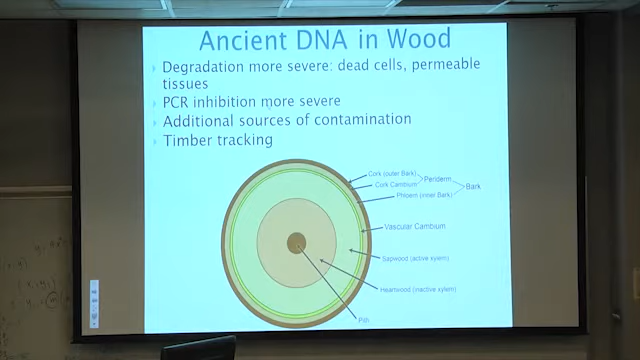 Ancient DNA in Wood
Degradation more severe: dead cells, permeable
tissues
PCR inhibition more severe
Additional sources of contamination
Timber tracking
Cork (outer Bark)
Periderm
Cork Cambium
Bark
Phloem (inner Bark)
Vascular Cambium
Sapwood (active xylem)
Heartwood (inactive xylem)
Pith